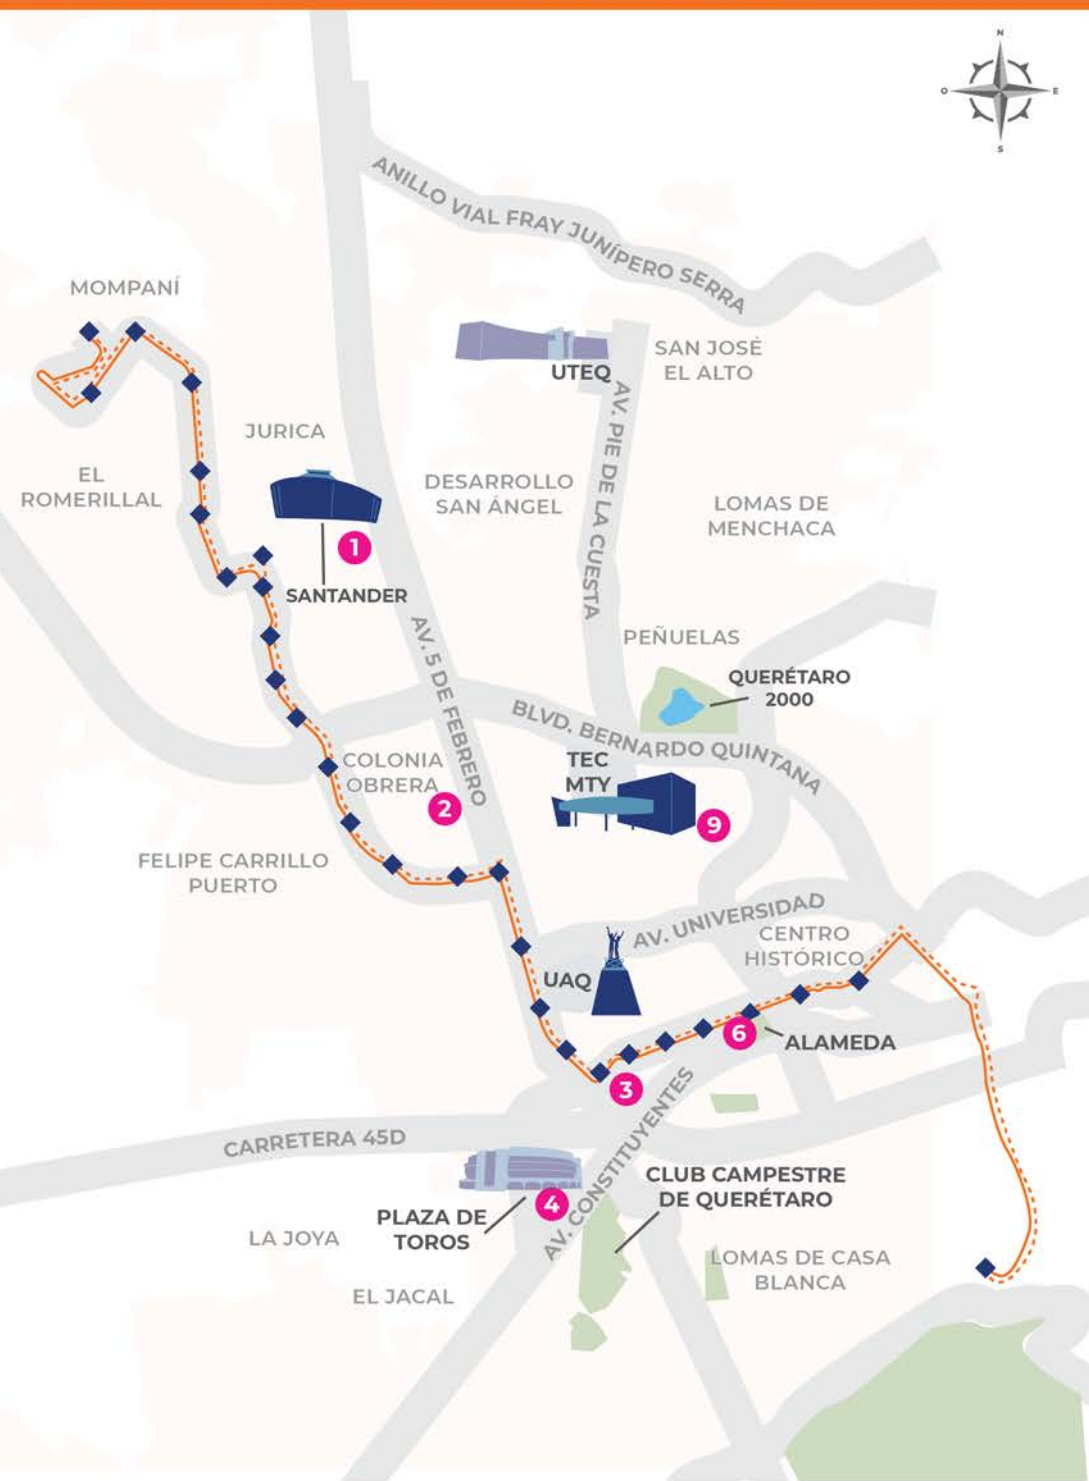 N
O
E
S
ANILLO VIAL FRAY JUNÍPERO SERRA
MOMPANÍ
SAN JOSÉ
EL ALTO
UTEQ
AV. PIE DE LA CUESTA
JURICA
EL
ROMERILLAL
DESARROLLO
SAN ÁNGEL
LOMAS DE
MENCHACA
1
SANTANDER
AV. 5 DE FEBRERO
PEÑUELAS
QUERÉTARO
2000
BLVD. BERNARDO QUINTANA
COLONIA
OBRERA
2
TEC
MTY
9
FELIPE CARRILLO
PUERTO
AV. UNIVERSIDAD
CENTRO
HISTÓRICO
UAQ
6
ALAMEDA
3
CARRETERA 45D
AV. CONSTITUYENTES
CLUB CAMPESTRE
DE QUERÉTARO
4
PLAZA DE
TOROS
LA JOYA
LOMAS DE CASA
BLANCA
EL JACAL